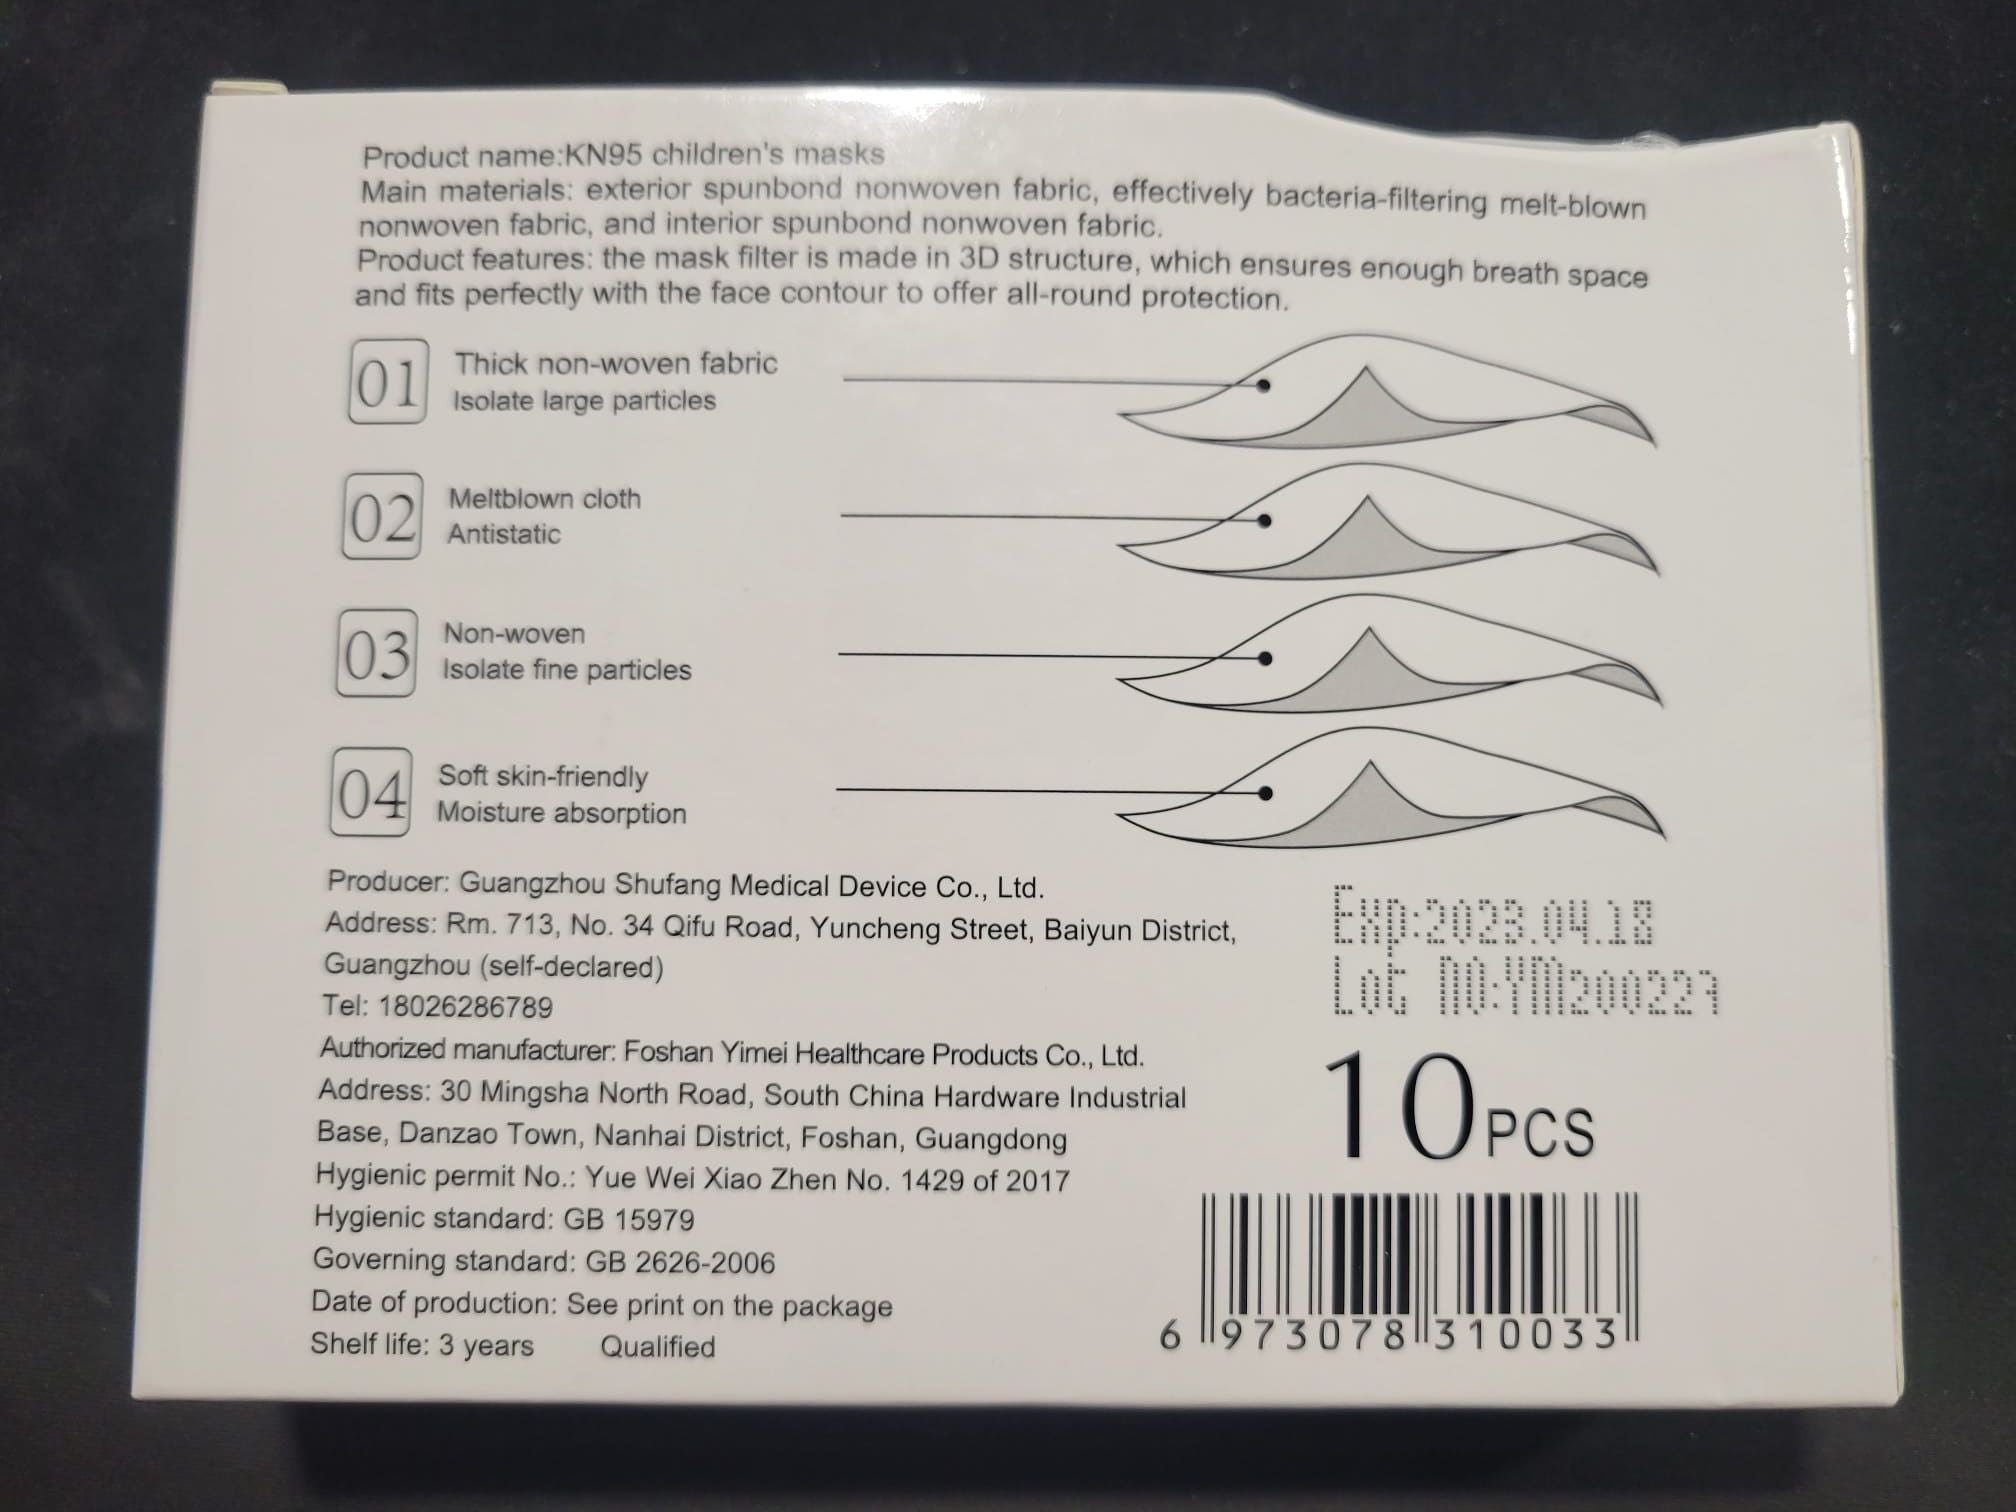 Product name:KN95 children's masks
Main materials: exterior spunbond nonwoven fabric, effectively bacteria-filtering melt-blown
nonwoven fabric, and interior spunbond nonwoven fabric.
Product features: the mask filter is made in 3D structure, which ensures enough breath space
and fits perfectly with the face contour to offer all-round protection.
01
Thick non-woven fabric
Isolate large particles
02
Meltblown cloth
Antistatic
03
Non-woven
Isolate fine particles
04
Soft skin-friendly
Moisture absorption
Producer: Guangzhou Shufang Medical Device Co., Ltd.
Address: Rm. 713, No. 34 Qifu Road, Yuncheng Street, Baiyun District,
Guangzhou (self-declared)
Tel: 18026286789
Authorized manufacturer: Foshan Yimei Healthcare Products Co., Ltd.
Address: 30 Mingsha North Road, South China Hardware Industrial
Base, Danzao Town, Nanhai District, Foshan, Guangdong
Hygienic permit No.: Yue Wei Xiao Zhen No. 1429 of 2017
Hygienic standard: GB 15979
Governing standard: GB 2626-2006
Date of production: See print on the package
Shelf life: 3 years Qualified
Exp:2023.04.18
Lot NO:YM200227
10PCS
6 973078 310033